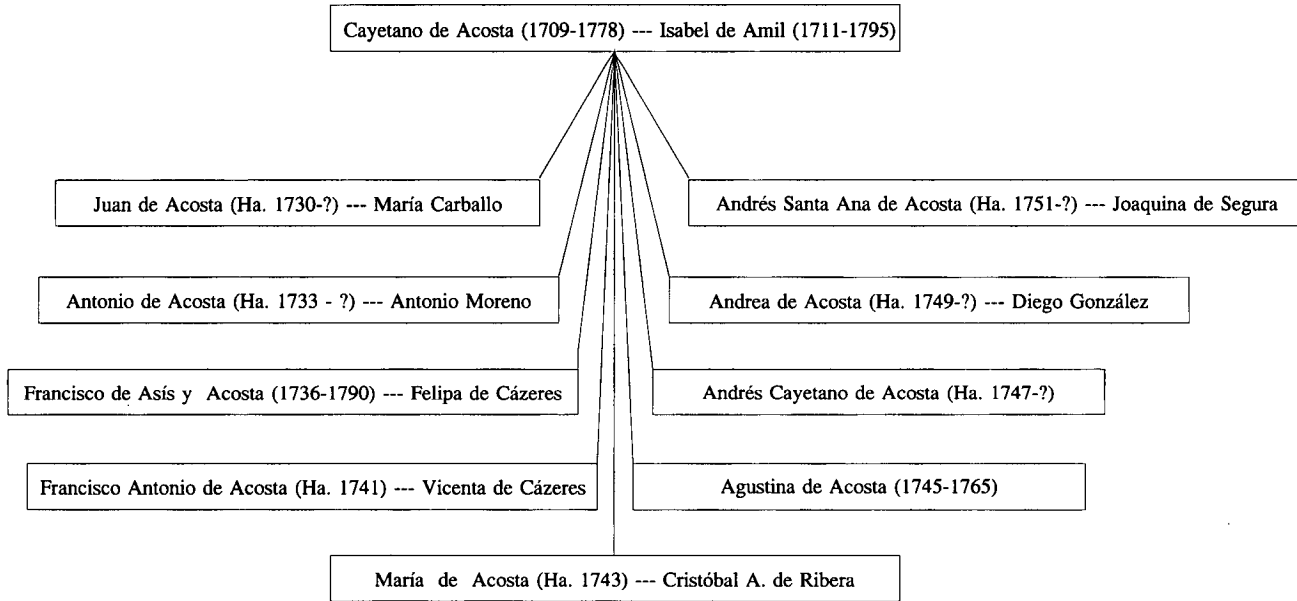 Cayetano de Acosta (1709-1778) --- Isabel de Amil (1711-1795)
Juan de Acosta (Ha. 1730-?) --- María Carballo
Andrés Santa Ana de Acosta (Ha. 1751-?) --- Joaquina de Segura
Antonio de Acosta (Ha. 1733 - ?) --- Antonio Moreno
Andrea de Acosta (Ha. 1749-?) --- Diego González
Francisco de Asís y Acosta (1736-1790) --- Felipa de Cázeres
Andrés Cayetano de Acosta (Ha. 1747-?)
Francisco Antonio de Acosta (Ha. 1741) --- Vicenta de Cázeres
Agustina de Acosta (1745-1765)
María de Acosta (Ha. 1743) --- Cristóbal A. de Ribera